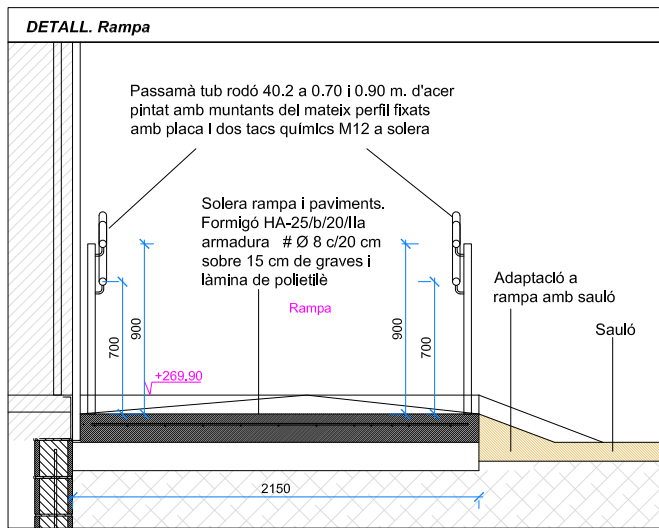 DETALL. Rampa
Passamà tub rodó 40.2 a 0.70 i 0.90 m. d'acer
pintat amb muntants del mateix perfil fixats
amb placa I dos tacs químics M12 a solera
Solera rampa i paviments.
Formigó HA-25/b/20/IIa
armadura # Ø 8 c/20 cm
sobre 15 cm de graves i
làmina de polietilè
Rampa
Adaptació a
rampa amb sauló
Sauló
700
900
900
700
+269,90
2150